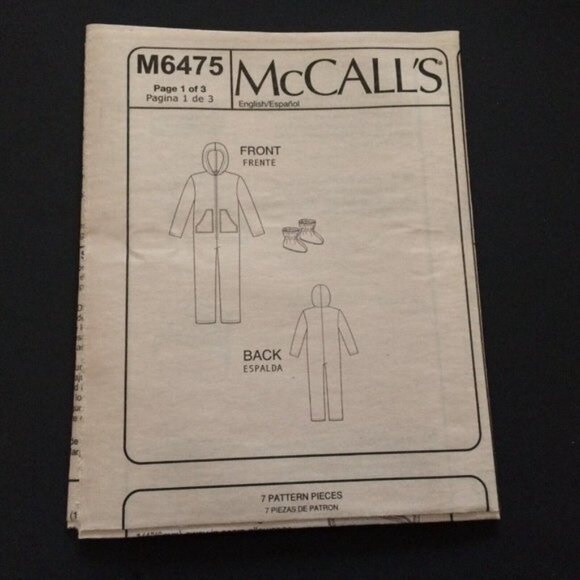 M6475
Page 1 of 3
Pagina 1 de 3
McCALL'S®
English/Español
FRONT
FRENTE
BACK
ESPALDA
7 PATTERN PIECES
7 PIEZAS DE PATRON